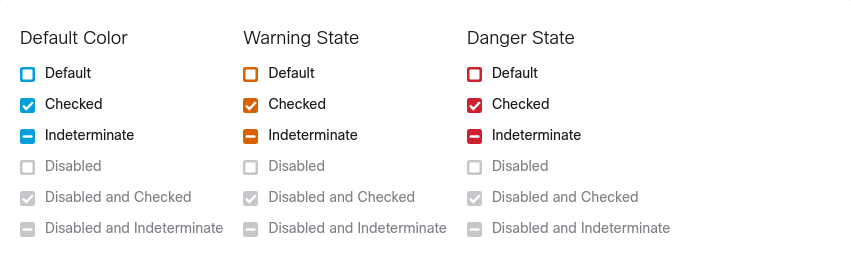 Default Color
Default
Checked
Indeterminate
Disabled
Disabled and Checked
Disabled and Indeterminate
Warning State
Default
Checked
Indeterminate
Disabled
Disabled and Checked
Disabled and Indeterminate
Danger State
Default
Checked
Indeterminate
Disabled
Disabled and Checked
Disabled and Indeterminate